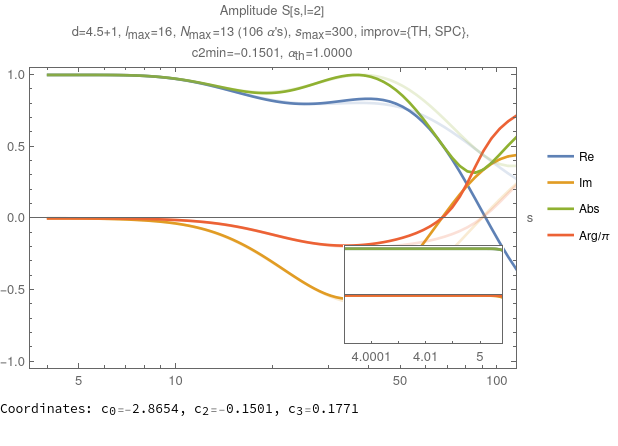 Amplitude S[s,l=2]
d=4.5+1, lmax=16, Nmax=13 (106 α's), smax=300, improv={TH, SPC},
c2min=−0.1501, αth=1.0000
1.0
0.5
0.0
−0.5
−1.0
5
10
50
100
s
Re
Im
Abs
Arg/π
4.0001
4.01
5
Coordinates: c0=−2.8654, c2=−0.1501, c3=0.1771